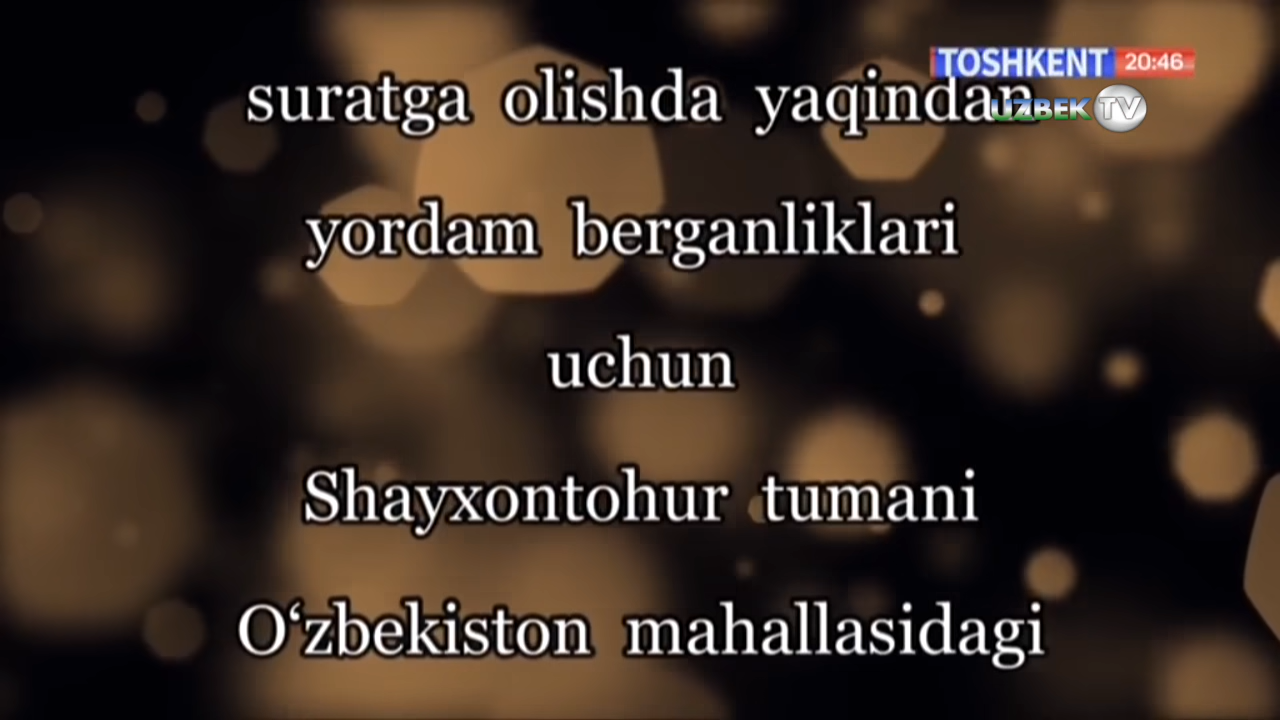 TOSHKENT 20:46
suratga olishda yaqindan
UZBEK TV
yordam berganliklari
uchun
Shayxontohur tumani
O‘zbekiston mahallasidagi